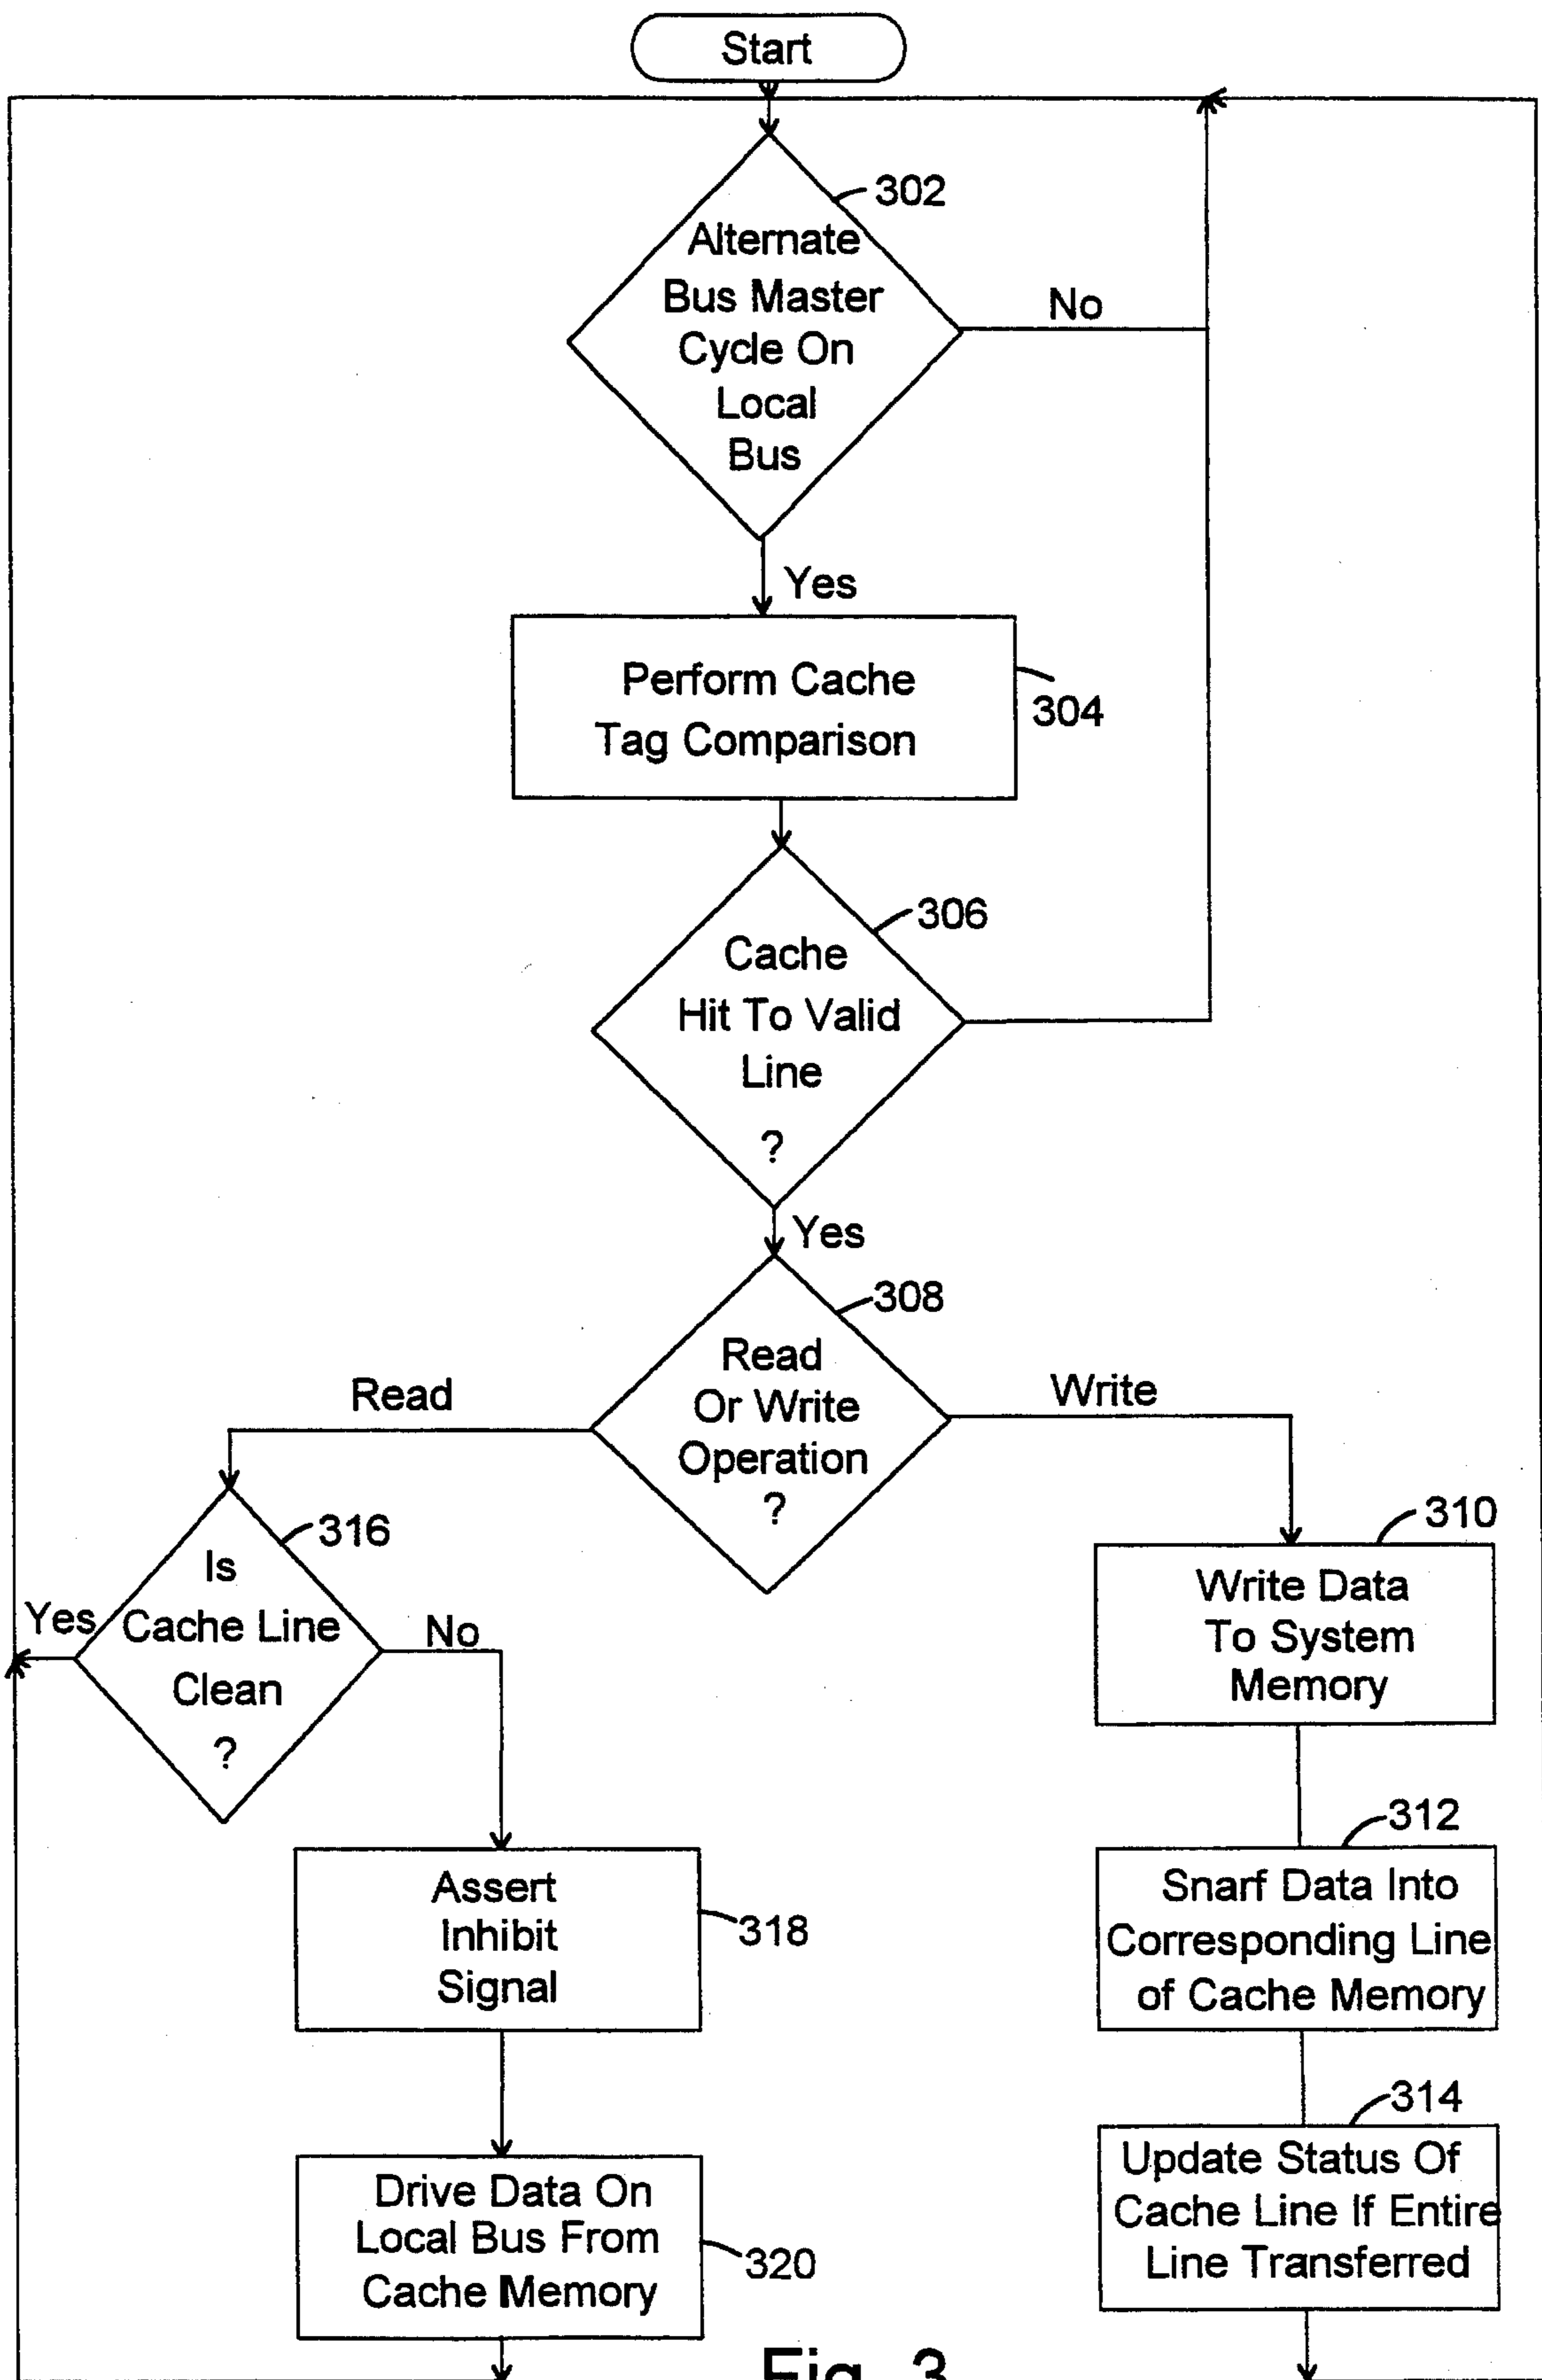 Start
302
Alternate
Bus Master
Cycle On
Local
Bus
No
Yes
Perform Cache
Tag Comparison
304
306
Cache
Hit To Valid
Line
?
Yes
308
Read
Or Write
Operation
?
Read
Write
316
Is
Cache Line
Clean
?
Yes
No
310
Write Data
To System
Memory
312
Snarf Data Into
Corresponding Line
of Cache Memory
Assert
Inhibit
Signal
318
314
Update Status Of
Cache Line If Entire
Line Transferred
Drive Data On
Local Bus From
Cache Memory
320
Fig. 3